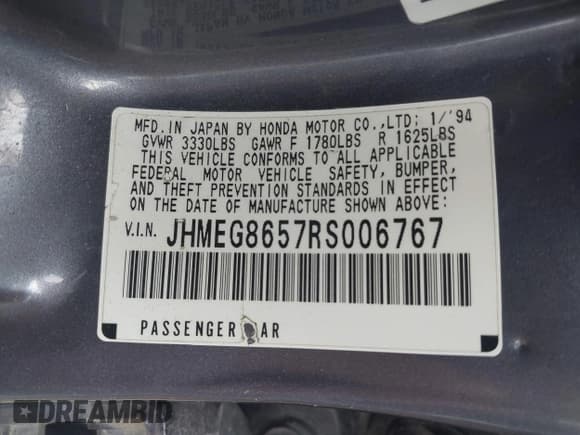 MFD. IN JAPAN BY HONDA MOTOR CO.,LTD: 1/'94
GVWR 3330LBS GAWR F 1780LBS R 1625LBS
THIS VEHICLE CONFORMS TO ALL APPLICABLE
FEDERAL MOTOR VEHICLE SAFETY, BUMPER,
AND THEFT PREVENTION STANDARDS IN EFFECT
ON THE DATE OF MANUFACTURE SHOWN ABOVE:
V.I.N. JHMEG8657RS006767
PASSENGER AR
DREAMBID